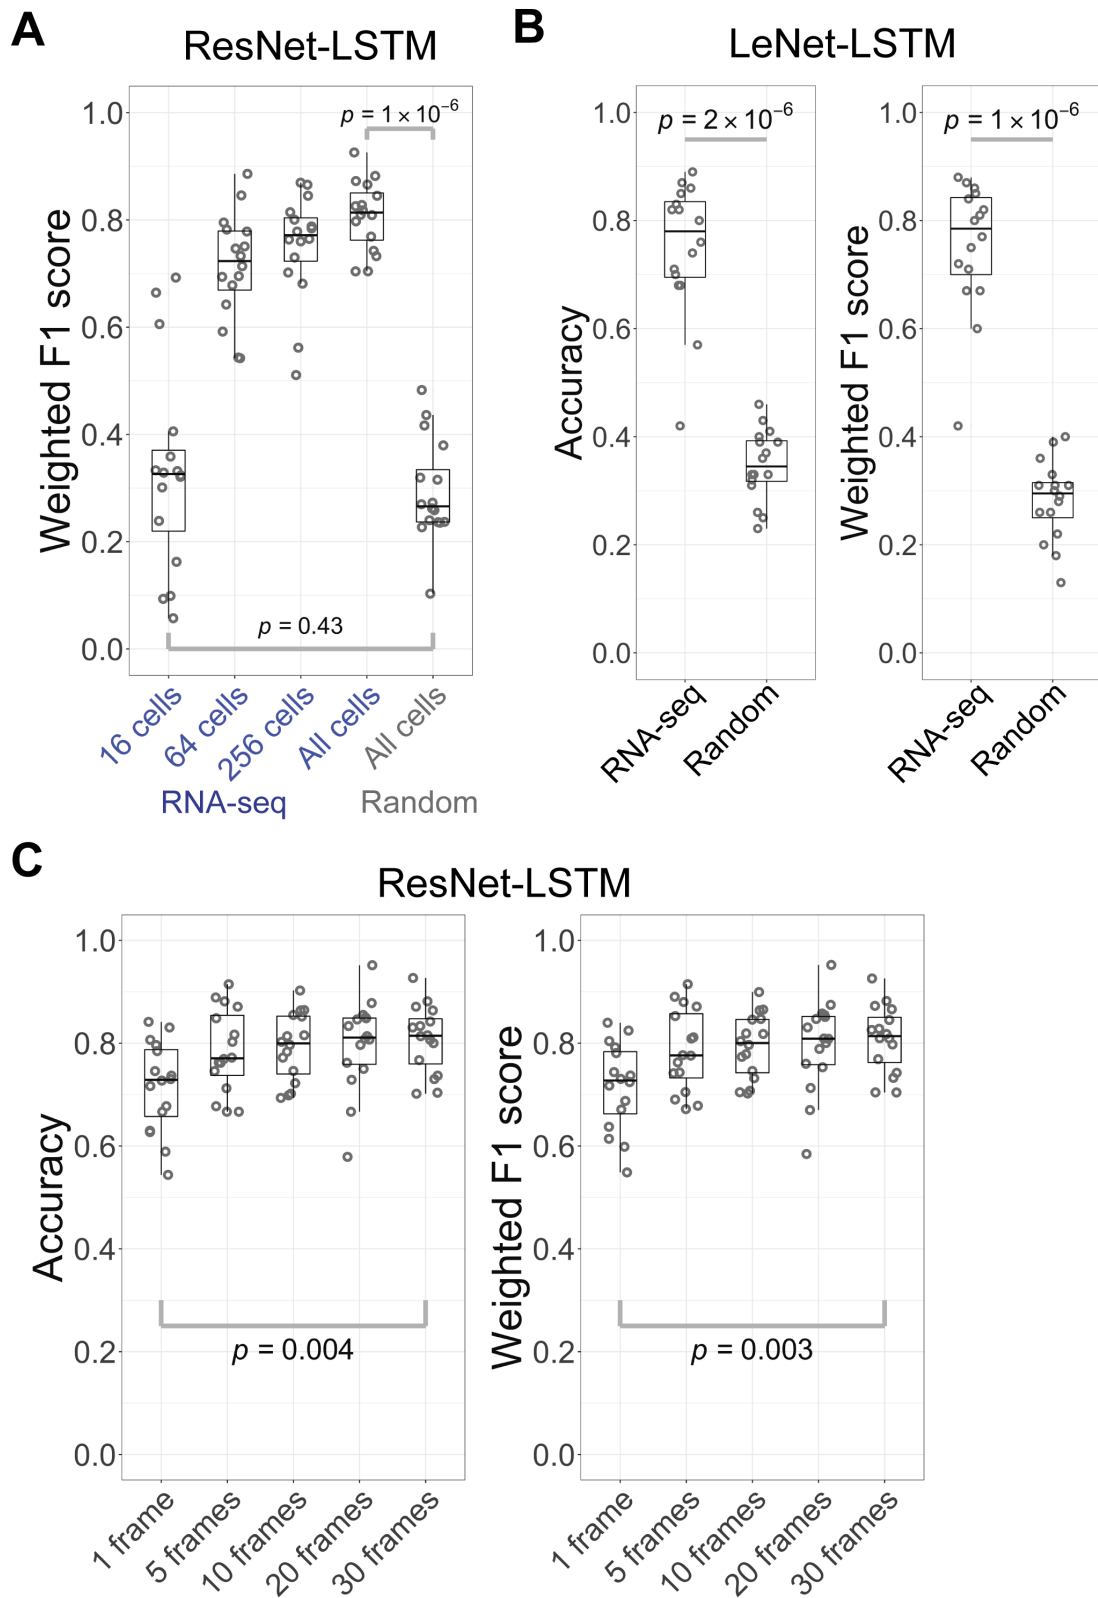 A
ResNet-LSTM
Weighted F1 score
1.0
0.8
0.6
0.4
0.2
0.0
p = 1 × 10⁻⁶
p = 0.43
16 cells
64 cells
256 cells
All cells
All cells
RNA-seq
Random
B
LeNet-LSTM
Accuracy
1.0
0.8
0.6
0.4
0.2
0.0
p = 2 × 10⁻⁶
RNA-seq
Random
Weighted F1 score
1.0
0.8
0.6
0.4
0.2
0.0
p = 1 × 10⁻⁶
RNA-seq
Random
C
ResNet-LSTM
Accuracy
1.0
0.8
0.6
0.4
0.2
0.0
p = 0.004
1 frame
5 frames
10 frames
20 frames
30 frames
Weighted F1 score
1.0
0.8
0.6
0.4
0.2
0.0
p = 0.003
1 frame
5 frames
10 frames
20 frames
30 frames